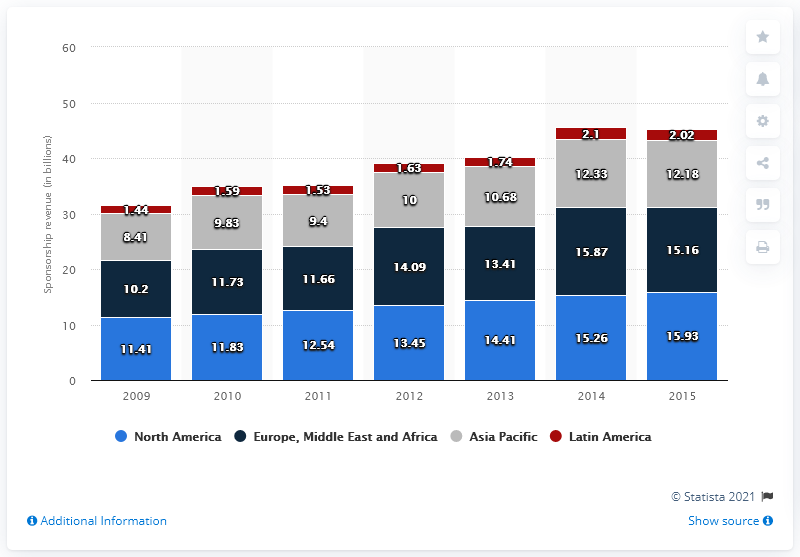 60
50
40
30
20
10
0
Sponsorship revenue (in billions)
1.44 1.59 1.53 1.63 1.74 2.1 2.02
8.41 9.83 9.4 10 10.68 12.33 12.18
10.2 11.73 11.66 14.09 13.41 15.87 15.16
11.41 11.83 12.54 13.45 14.41 15.26 15.93
2009 2010 2011 2012 2013 2014 2015
North America Europe, Middle East and Africa Asia Pacific Latin America
© Statista 2021
Additional Information Show source